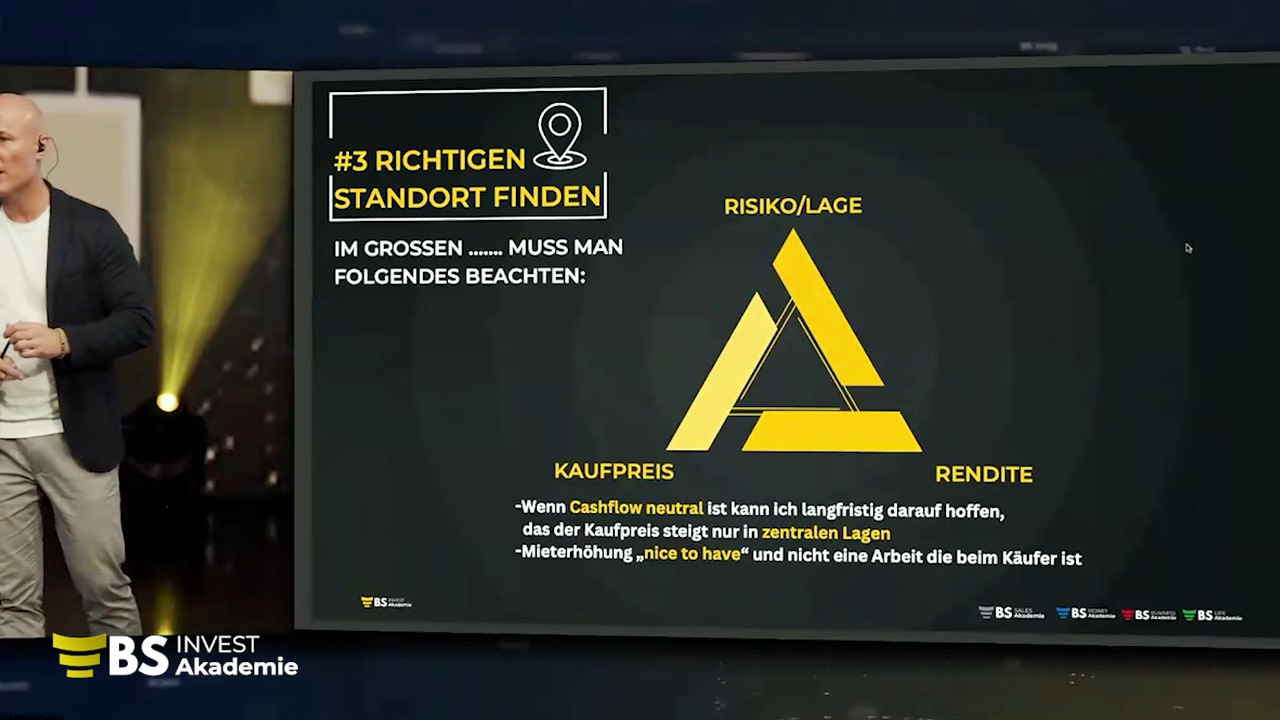 #3 RICHTIGEN
STANDORT FINDEN
IM GROSSEN ....... MUSS MAN
FOLGENDES BEACHTEN:
RISIKO/LAGE
KAUFPREIS
RENDITE
-Wenn Cashflow neutral ist kann ich langfristig darauf hoffen,
das der Kaufpreis steigt nur in zentralen Lagen
-Mieterhöhung „nice to have“ und nicht eine Arbeit die beim Käufer ist
BS INVEST Akademie
BS SALES Akademie
BS MONEY Akademie
BS BUSINESS Akademie
BS LIFE Akademie
BS INVEST
Akademie